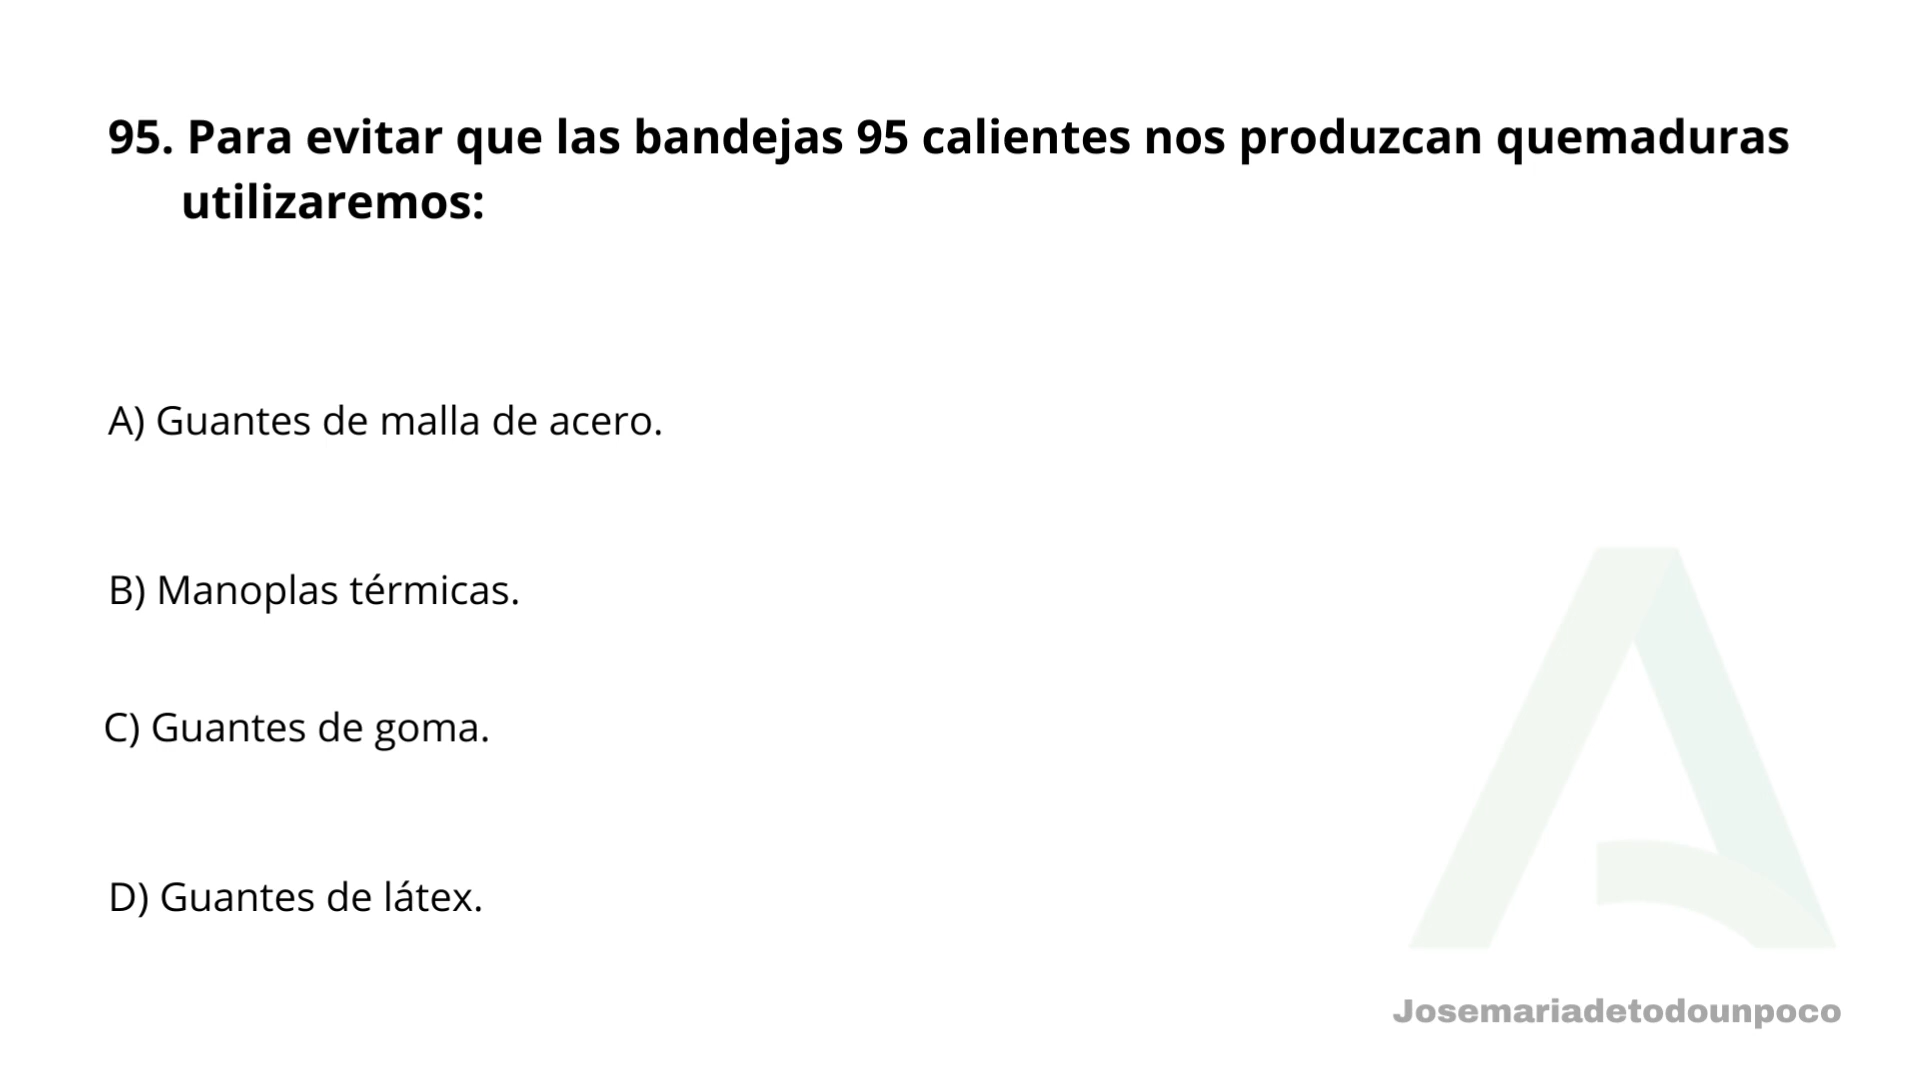 95. Para evitar que las bandejas 95 calientes nos produzcan quemaduras
utilizaremos:
A) Guantes de malla de acero.
B) Manoplas térmicas.
C) Guantes de goma.
D) Guantes de látex.
Josemariadetodounpoco